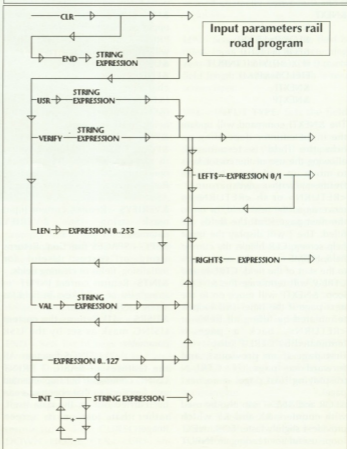 CLR
Input parameters rail
road program
END STRING
EXPRESSION
USR STRING
EXPRESSION
VERIFY STRING
EXPRESSION
LEFT$ EXPRESSION 0/1
LEN EXPRESSION 0..255
RIGHT$ EXPRESSION
VAL STRING
EXPRESSION
EXPRESSION 0..127
INT STRING EXPRESSION
+
-